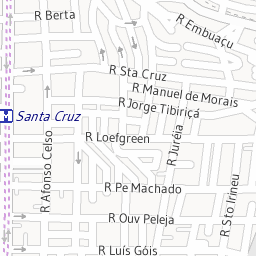 R Berta
R Embuaçu
R Sta Cruz
R Manuel de Morais
R Jorge Tibiriçá
Santa Cruz
R Loefgreen
R Juréia
R Afonso Celso
R Pe Machado
R Sto Irineu
R Ouv Peleja
R Luís Góis